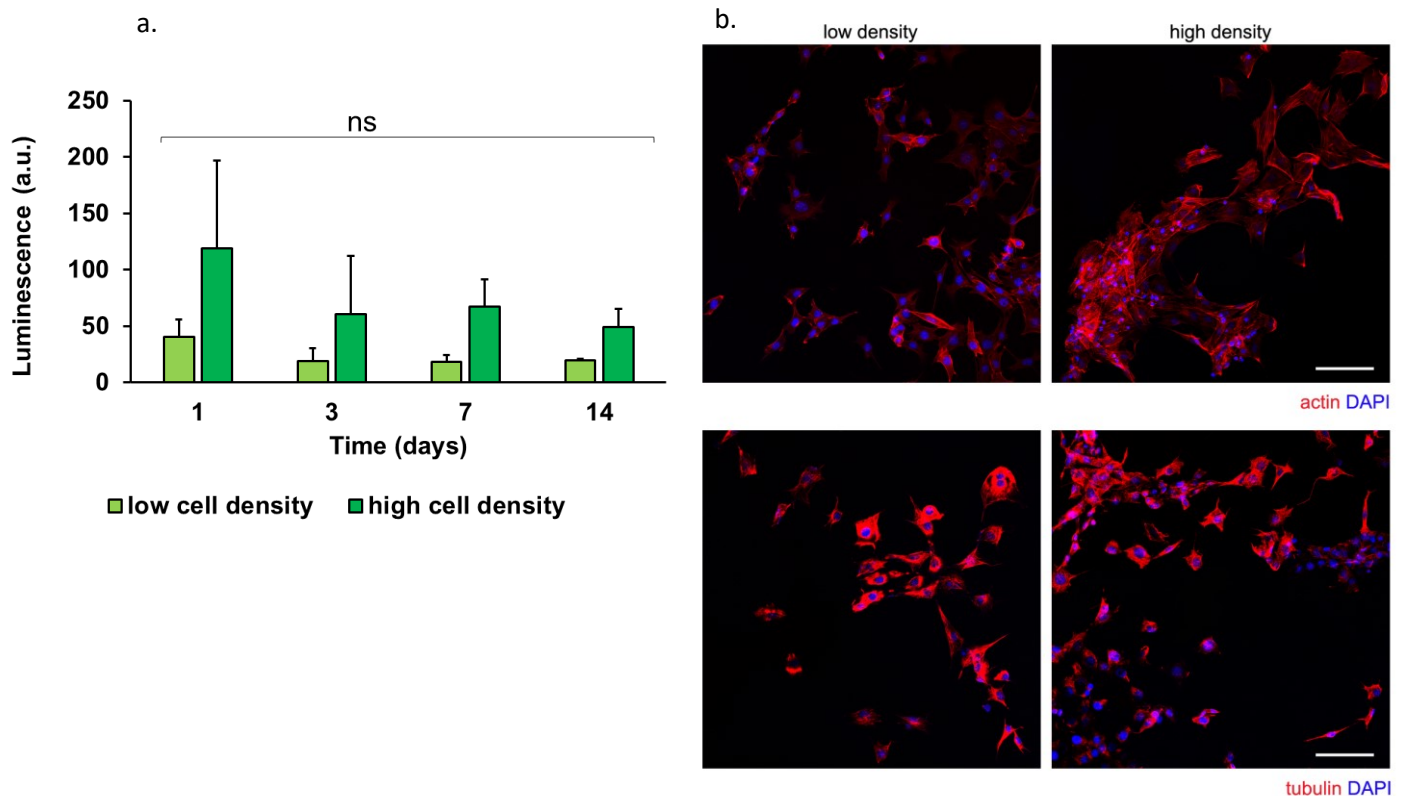 a.
250
200
150
100
50
0
Luminescence (a.u.)
ns
1 3 7 14
Time (days)
low cell density high cell density
b.
low density high density
actin DAPI
tubulin DAPI